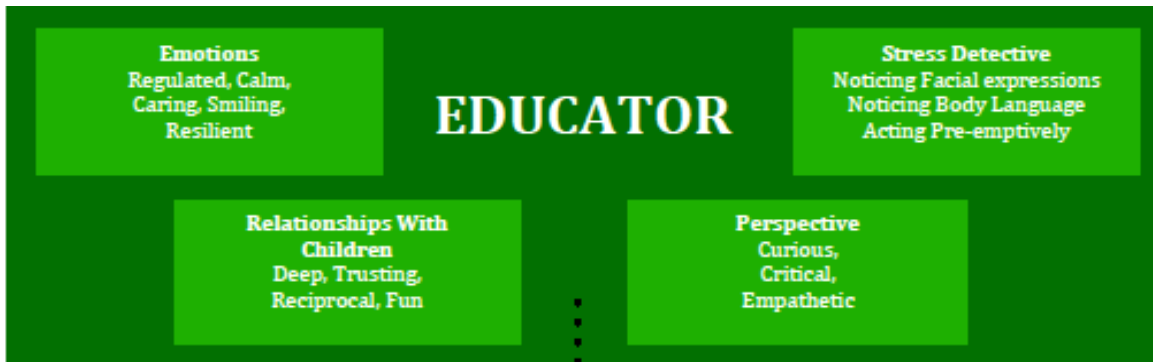 Emotions
Regulated, Calm,
Caring, Smiling,
Resilient
EDUCATOR
Stress Detective
Noticing Facial expressions
Noticing Body Language
Acting Pre-emptively
Relationships With
Children
Deep, Trusting,
Reciprocal, Fun
Perspective
Curious,
Critical,
Empathetic